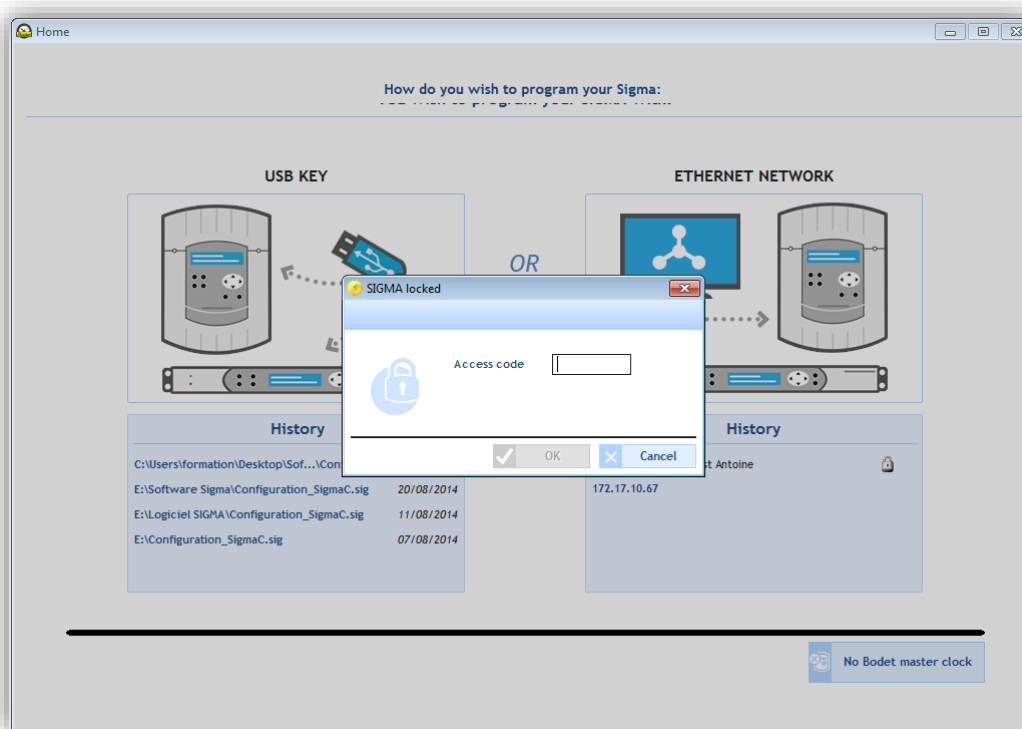 Home
How do you wish to program your Sigma:
USB KEY
ETHERNET NETWORK
OR
SIGMA locked
Access code
OK
Cancel
History
C:\Users\formation\Desktop\Sof...\Con
E:\Software Sigma\Configuration_SigmaC.sig 20/08/2014
E:\Logiciel SIGMA\Configuration_SigmaC.sig 11/08/2014
E:\Configuration_SigmaC.sig 07/08/2014
History
st Antoine
172.17.10.67
No Bodet master clock